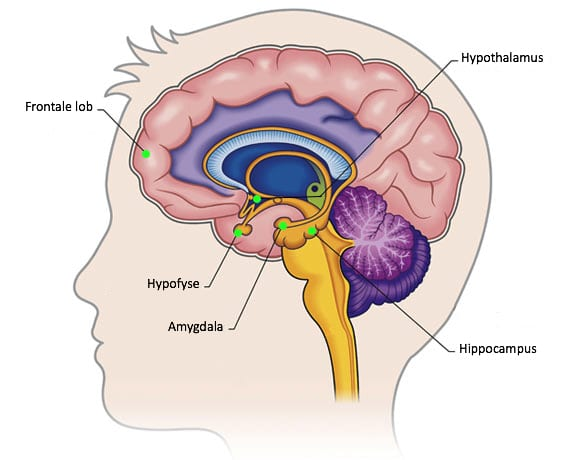 Hypothalamus
Frontale lob
Hypofyse
Amygdala
Hippocampus